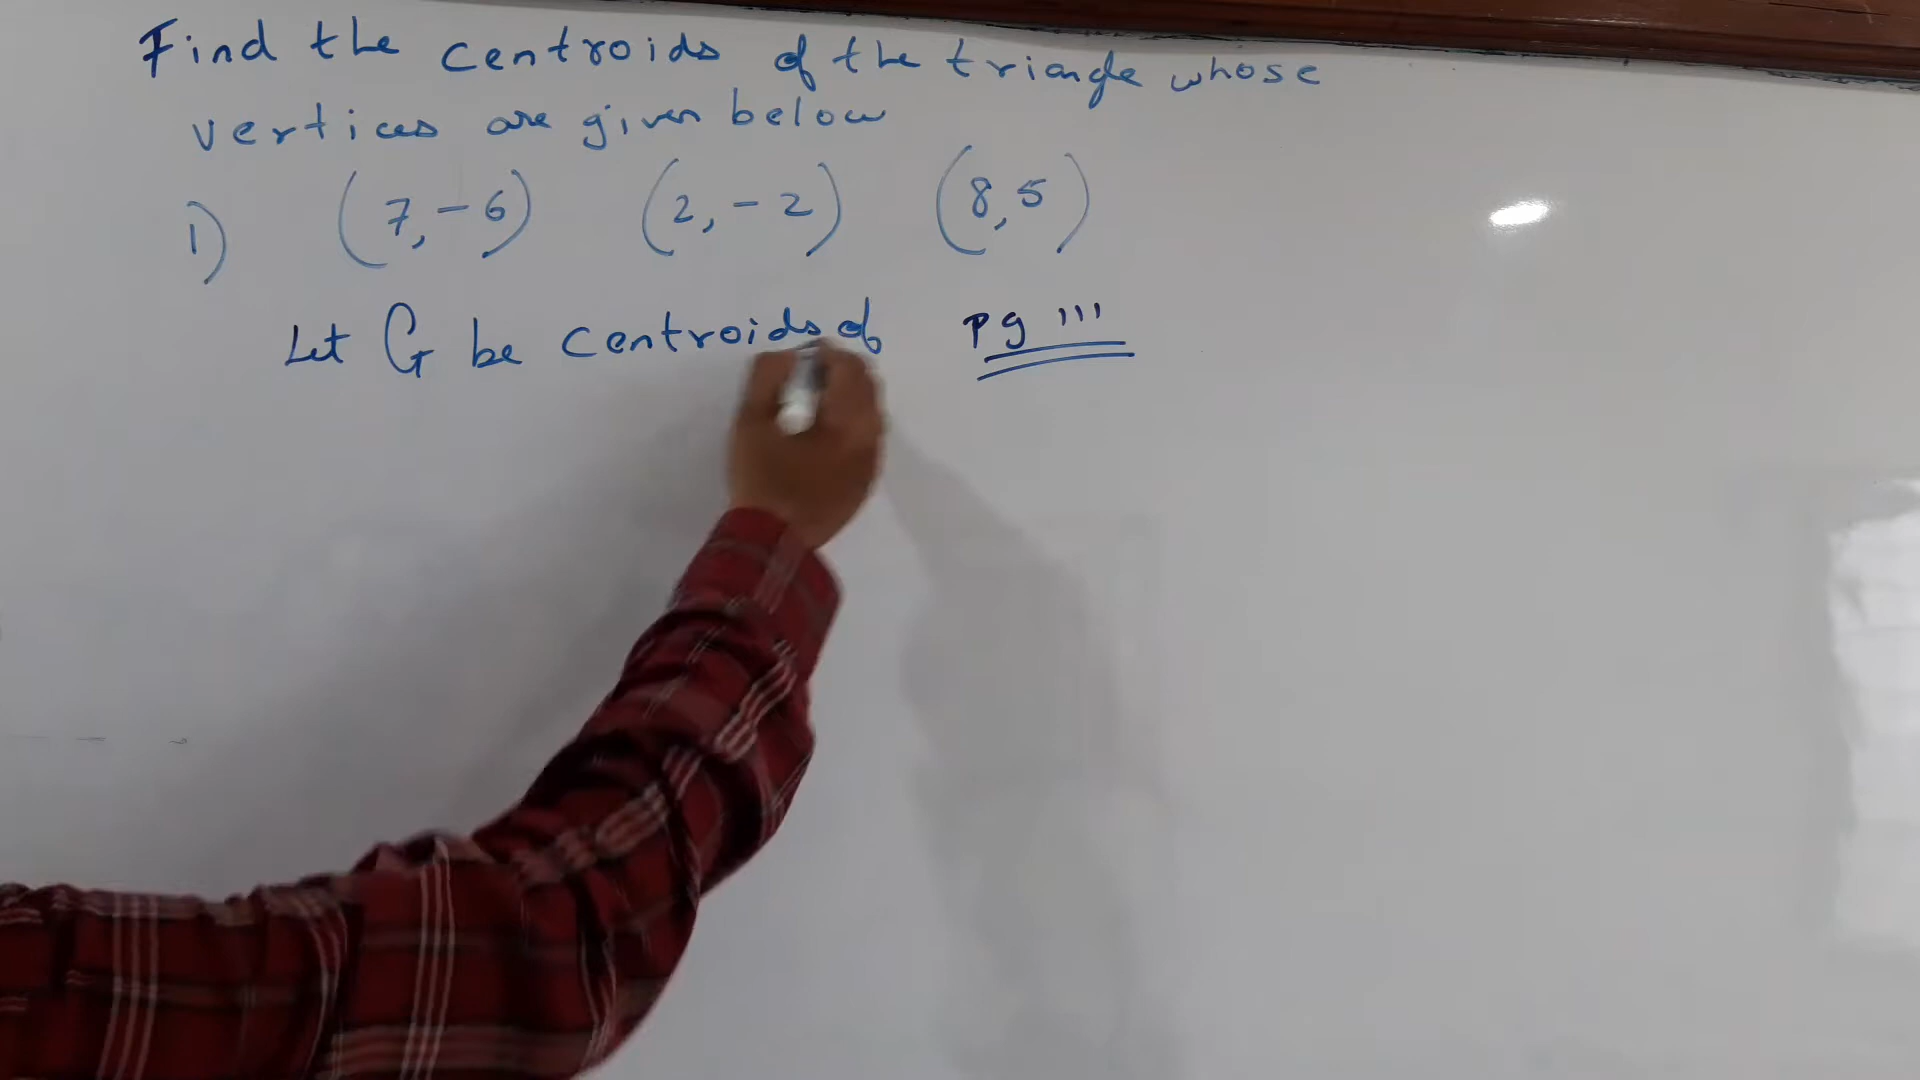 Find the centroids of the triangle whose
vertices are given below
1) (7,-6) (2,-2) (8,5)
Let G be centroids of pg 111